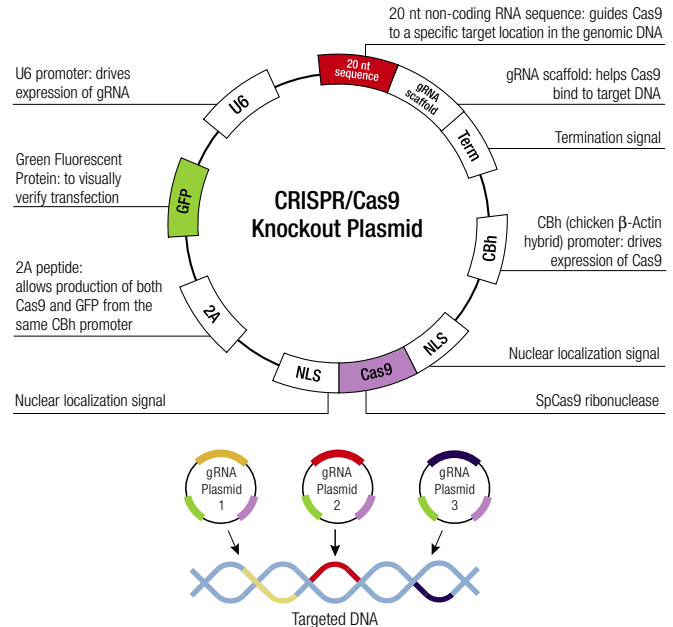 20 nt non-coding RNA sequence: guides Cas9
to a specific target location in the genomic DNA
U6 promoter: drives
expression of gRNA
20 nt
sequence
gRNA
scaffold
gRNA scaffold: helps Cas9
bind to target DNA
U6
Term
Termination signal
Green Fluorescent
Protein: to visually
verify transfection
GFP
CRISPR/Cas9
Knockout Plasmid
CBh
CBh (chicken β-Actin
hybrid) promoter: drives
expression of Cas9
2A peptide:
allows production of both
Cas9 and GFP from the
same CBh promoter
2A
NLS
Nuclear localization signal
NLS
Cas9
Nuclear localization signal
SpCas9 ribonuclease
gRNA
Plasmid
1
gRNA
Plasmid
2
gRNA
Plasmid
3
Targeted DNA